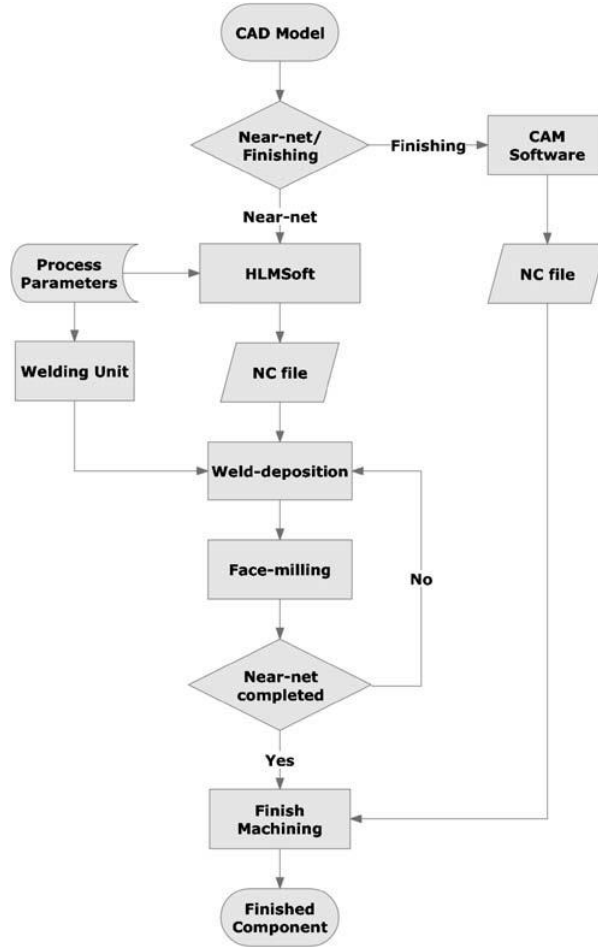 CAD Model
Near-net/
Finishing
Finishing
CAM
Software
Near-net
Process
Parameters
HLMSoft
NC file
Welding Unit
NC file
Weld-deposition
Face-milling
No
Near-net
completed
Yes
Finish
Machining
Finished
Component